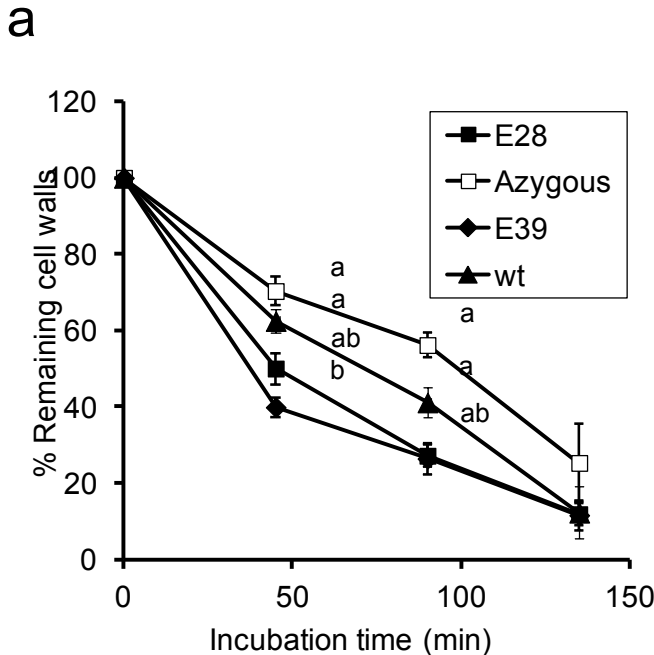 a
120
100
80
60
40
20
0
% Remaining cell walls
E28
Azygous
E39
wt
a
a
ab
b
a
a
ab
0
50
100
150
Incubation time (min)